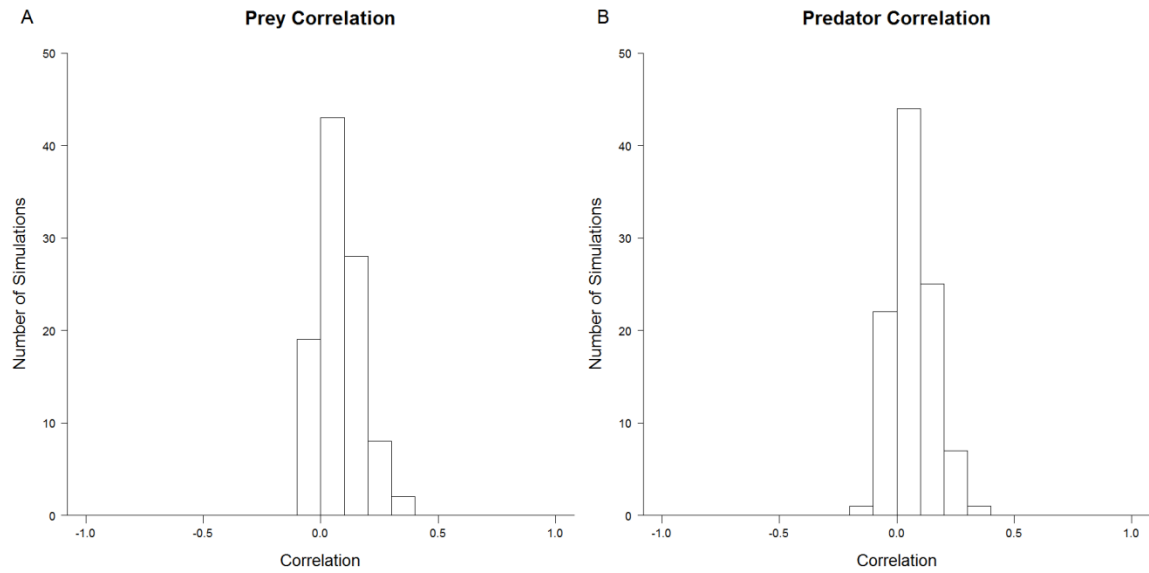 A
Prey Correlation
50
40
30
20
10
0
Number of Simulations
-1.0
-0.5
0.0
0.5
1.0
Correlation
B
Predator Correlation
50
40
30
20
10
0
Number of Simulations
-1.0
-0.5
0.0
0.5
1.0
Correlation